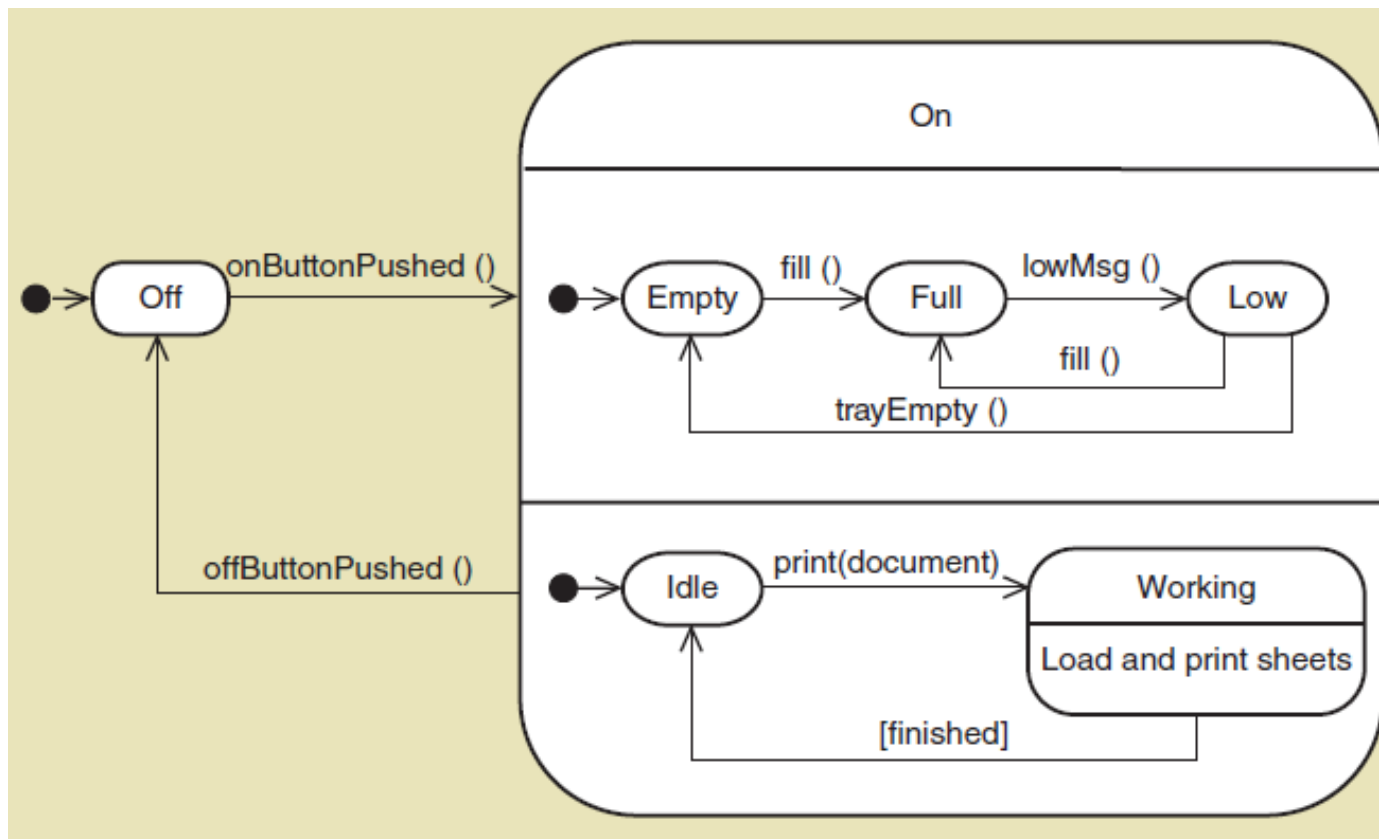 On
onButtonPushed ()
Off
Empty
fill ()
Full
lowMsg ()
Low
fill ()
trayEmpty ()
offButtonPushed ()
Idle
print(document)
Working
Load and print sheets
[finished]